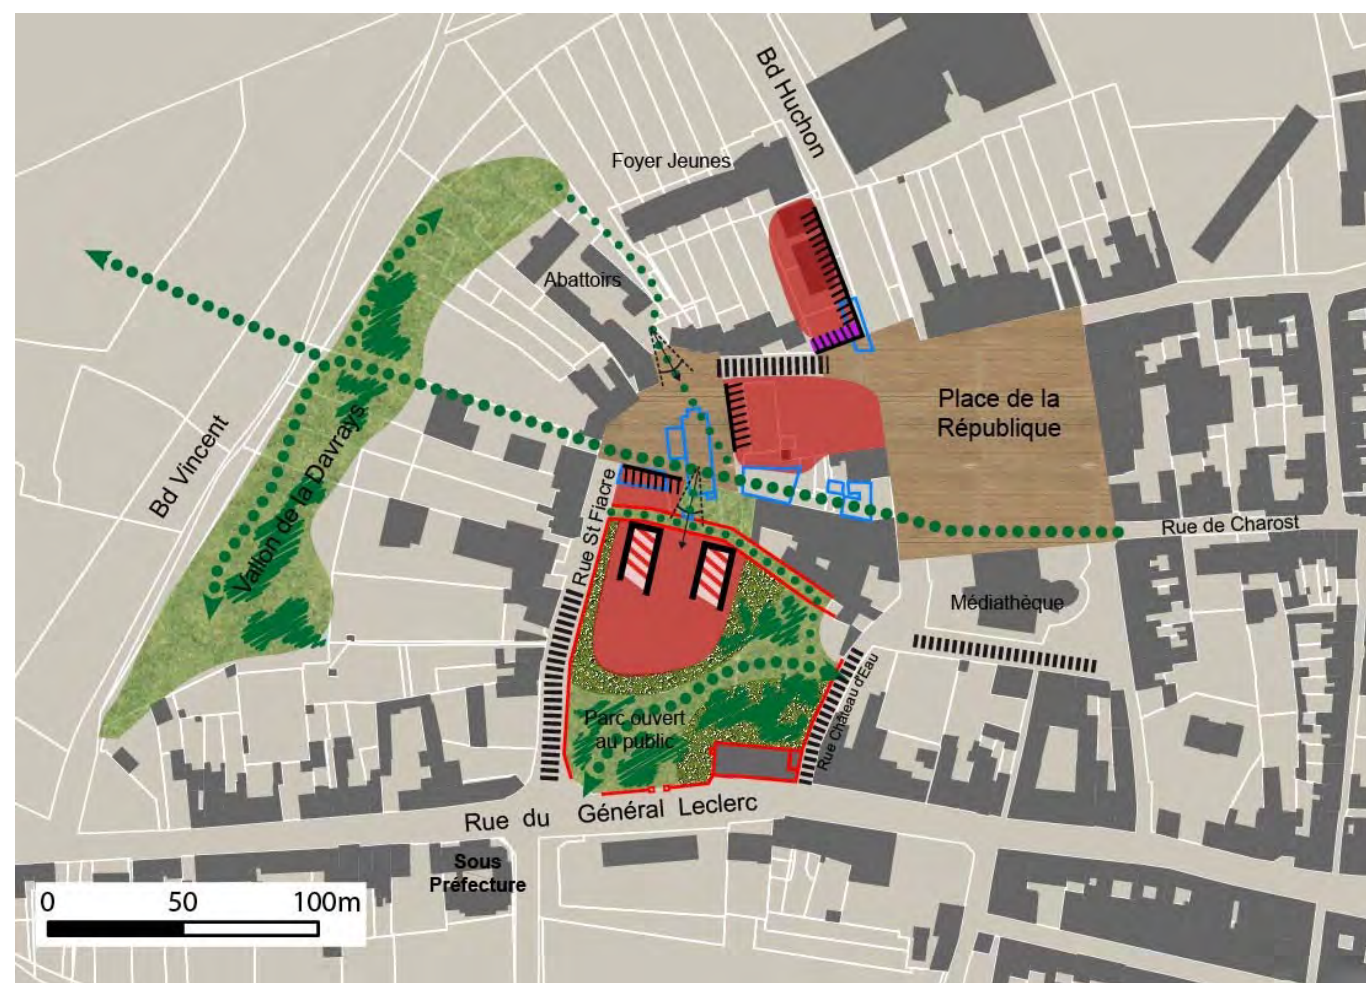 Bd Huchon
Foyer Jeunes
Abattoirs
Place de la
République
Bd Vincent
Vallon de la Davrays
Rue St Fiacre
Rue de Charost
Médiathèque
Parc ouvert
au public
Rue Château d'Eau
Rue du Général Leclerc
Sous
Préfecture
0 50 100m